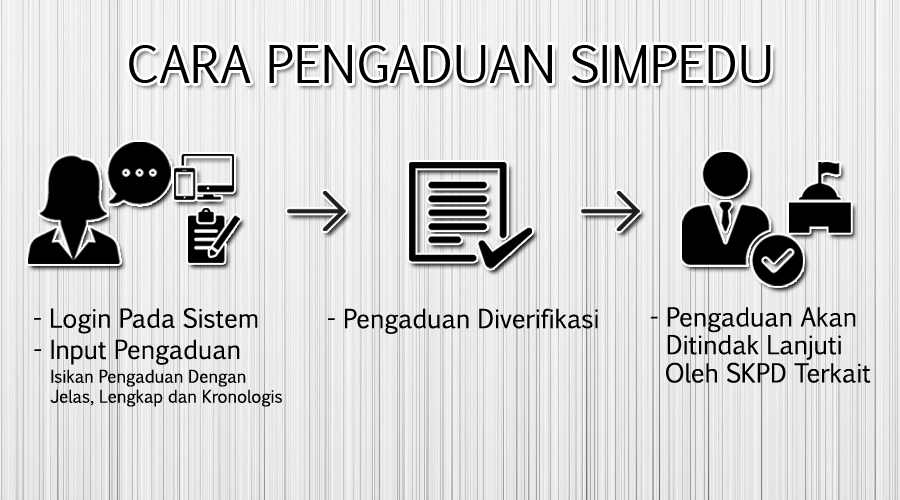 CARA PENGADUAN SIMPEDU
- Login Pada Sistem
- Input Pengaduan
Isikan Pengaduan Dengan
Jelas, Lengkap dan Kronologis
- Pengaduan Diverifikasi
- Pengaduan Akan
Ditindak Lanjuti
Oleh SKPD Terkait